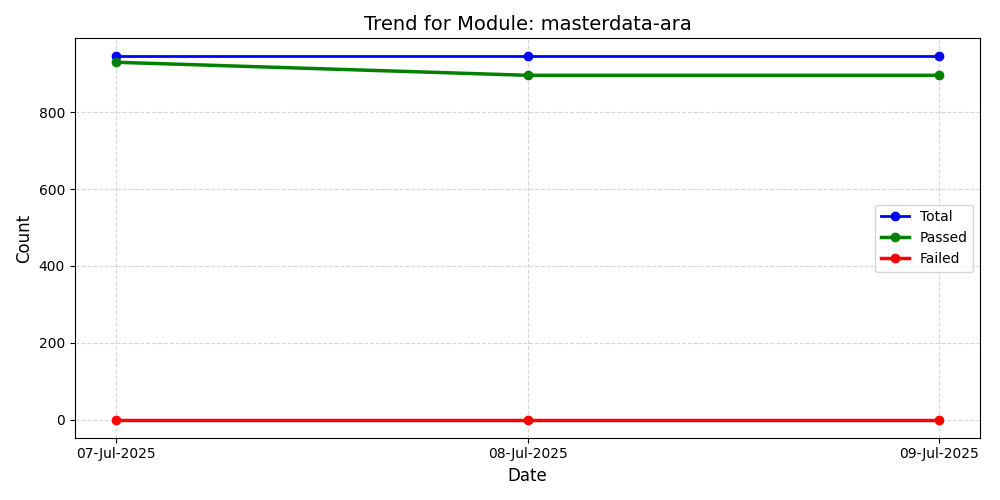 Trend for Module: masterdata-ara
800
600
400
200
0
Count
Total
Passed
Failed
07-Jul-2025
08-Jul-2025
09-Jul-2025
Date